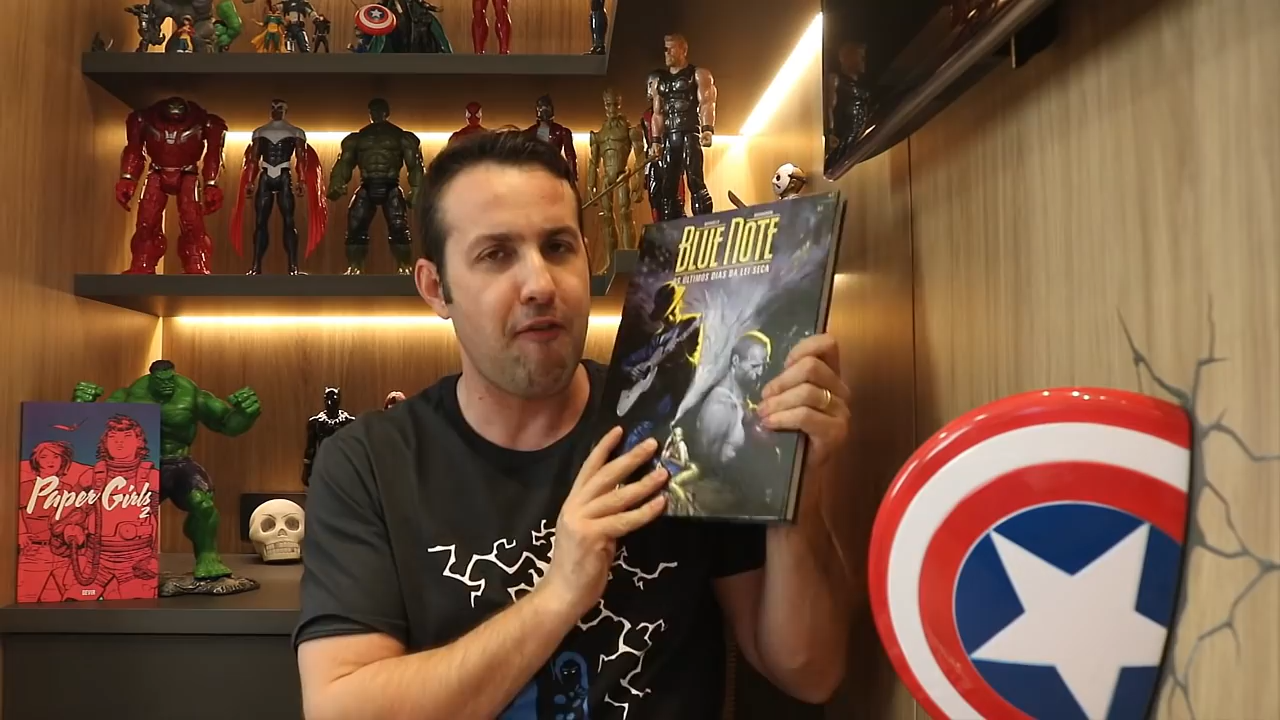 BLUE NOTE
OS ÚLTIMOS DIAS DA LEI SECA
Paper Girls
2
DEVIR